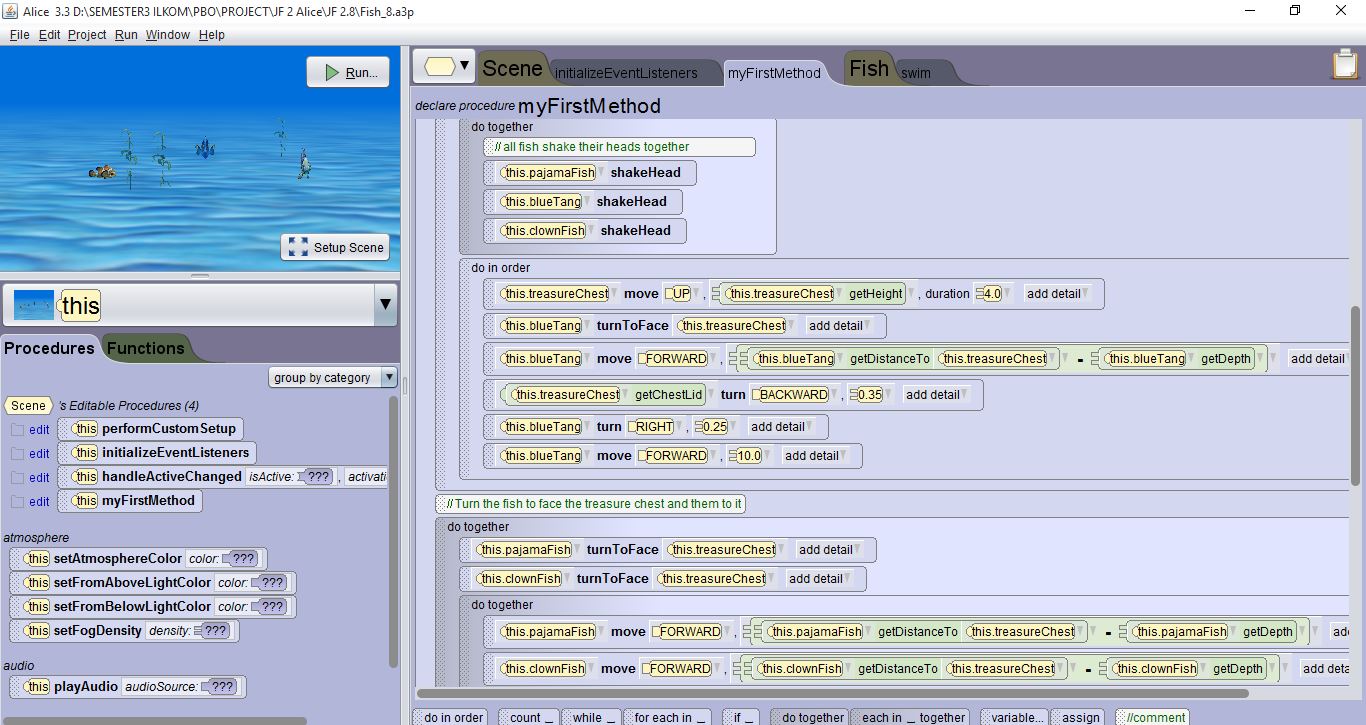 Alice 3.3 D:\SEMESTER3 ILKOM\PBO\PROJECT\JF 2 Alice\JF 2.8\Fish_8.a3p
File Edit Project Run Window Help
Run...
Setup Scene
this
Procedures Functions
group by category
Scene 's Editable Procedures (4)
edit this performCustomSetup
edit this initializeEventListeners
edit this handleActiveChanged isActive: ??? , activati
edit this myFirstMethod
atmosphere
this setAtmosphereColor color: ???
this setFromAboveLightColor color: ???
this setFromBelowLightColor color: ???
this setFogDensity density: ???
audio
this playAudio audioSource: ???
Scene initializeEventListeners myFirstMethod Fish swim
declare procedure myFirstMethod
do together
// all fish shake their heads together
this.pajamaFish shakeHead
this.blueTang shakeHead
this.clownFish shakeHead
do in order
this.treasureChest move UP , this.treasureChest getHeight , duration 4.0 add detail
this.blueTang turnToFace this.treasureChest add detail
this.blueTang move FORWARD , this.blueTang getDistanceTo this.treasureChest - this.blueTang getDepth add detail
this.treasureChest getChestLid turn BACKWARD , 0.35 add detail
this.blueTang turn RIGHT , 0.25 add detail
this.blueTang move FORWARD , 10.0 add detail
//Turn the fish to face the treasure chest and them to it
do together
this.pajamaFish turnToFace this.treasureChest add detail
this.clownFish turnToFace this.treasureChest add detail
do together
this.pajamaFish move FORWARD , this.pajamaFish getDistanceTo this.treasureChest - this.pajamaFish getDepth add
this.clownFish move FORWARD , this.clownFish getDistanceTo this.treasureChest - this.clownFish getDepth add deta
do in order count _ while _ for each in _ if _ do together each in _ together variable... assign //comment